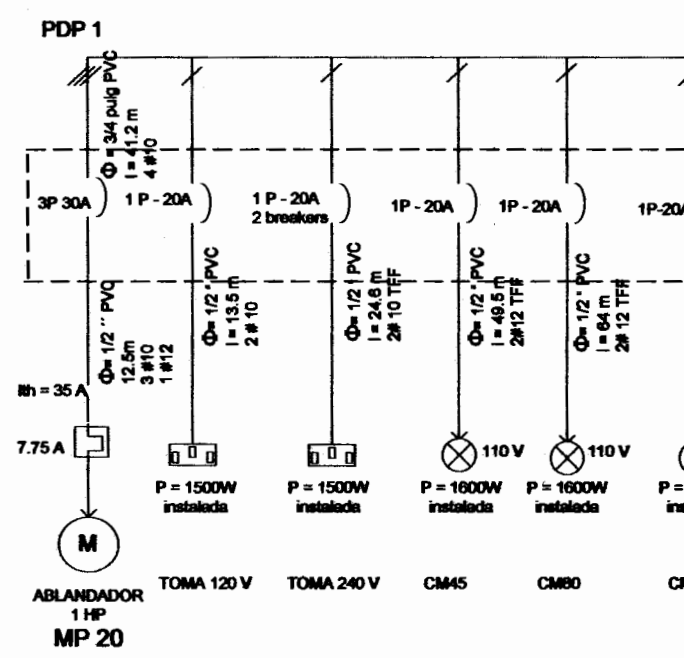 PDP 1
Φ = 3/4 pulg PVC
l = 41.2 m
4 #10
3P 30A
1 P - 20A
1 P - 20A
2 breakers
1P - 20A
1P - 20A
1P-20A
Φ= 1/2 " PVC
12.5m
3 #10
1 #12
Φ= 1/2 " PVC
l = 13.5 m
2 # 10
Φ= 1/2 " PVC
l = 24.6 m
2# 10 TFF
Φ= 1/2 " PVC
l = 49.5 m
2#12 TFF
Φ= 1/2 " PVC
l = 64 m
2# 12 TFF
Ith = 35 A
7.75 A
110 V
110 V
P = 1500W
instalada
P = 1500W
instalada
P = 1600W
instalada
P = 1600W
instalada
P =
ins
M
ABLANDADOR
1 HP
MP 20
TOMA 120 V
TOMA 240 V
CM45
CM60